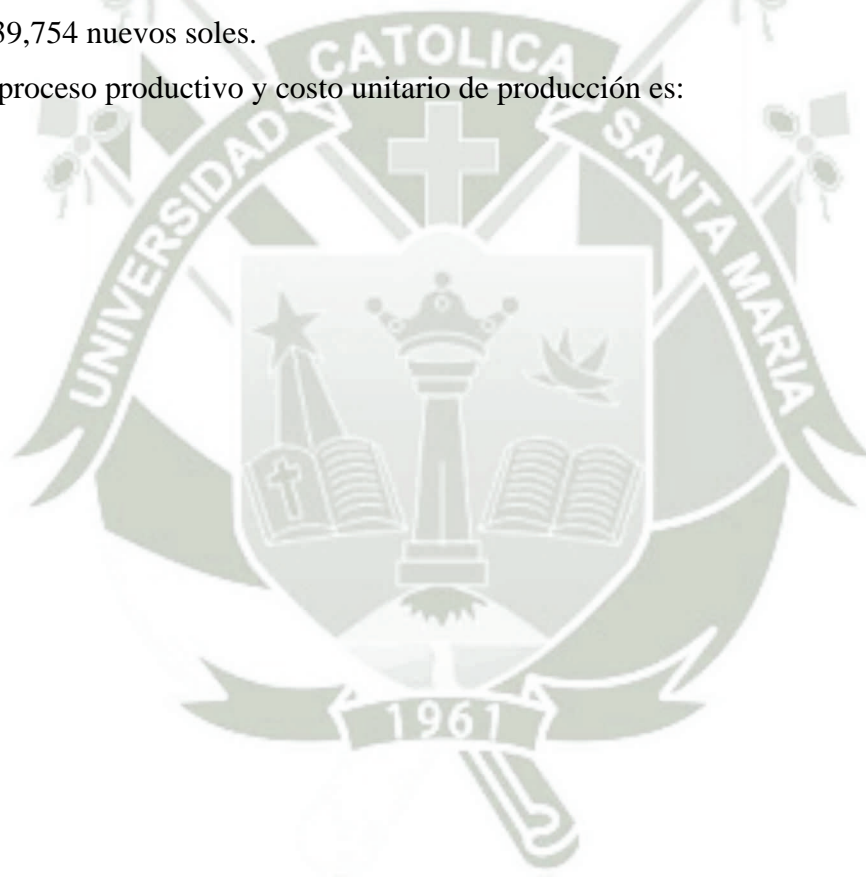 39,754 nuevos soles.
proceso productivo y costo unitario de producción es:
CATOLICA
UNIVERSIDAD
SANTA MARIA
1961